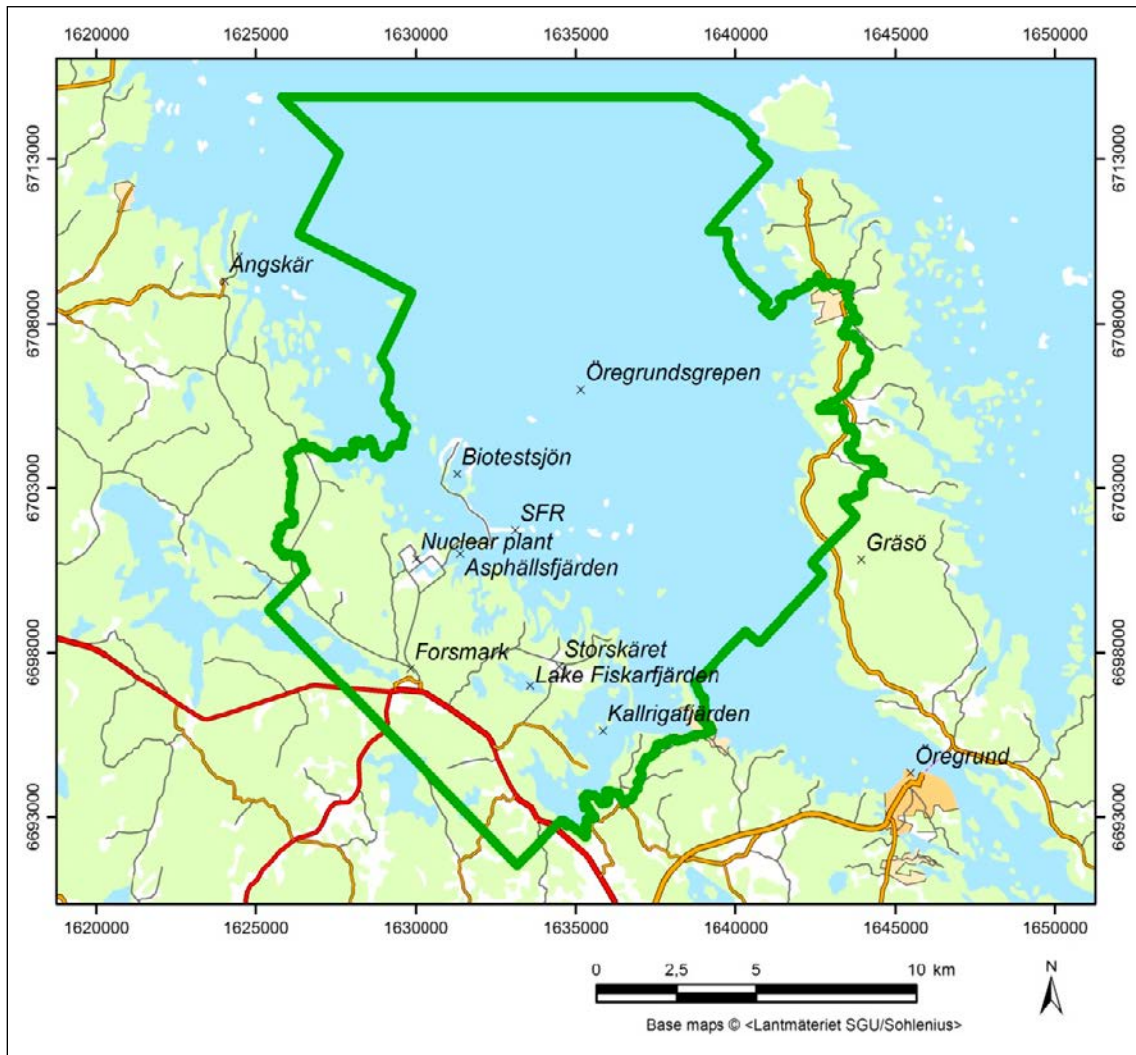 1620000 1625000 1630000 1635000 1640000 1645000 1650000
6713000 6713000
Ängskär
6708000 6708000
Öregrundsgrepen
Biotestsjön
6703000 6703000
SFR
Nuclear plant
Asphällsfjärden
Gräsö
6698000 6698000
Forsmark
Storskäret
Lake Fiskarfjärden
Kallrigafjärden
Öregrund
6693000 6693000
1620000 1625000 1630000 1635000 1640000 1645000 1650000
0 2,5 5 10 km
N
Base maps © <Lantmäteriet SGU/Sohlenius>